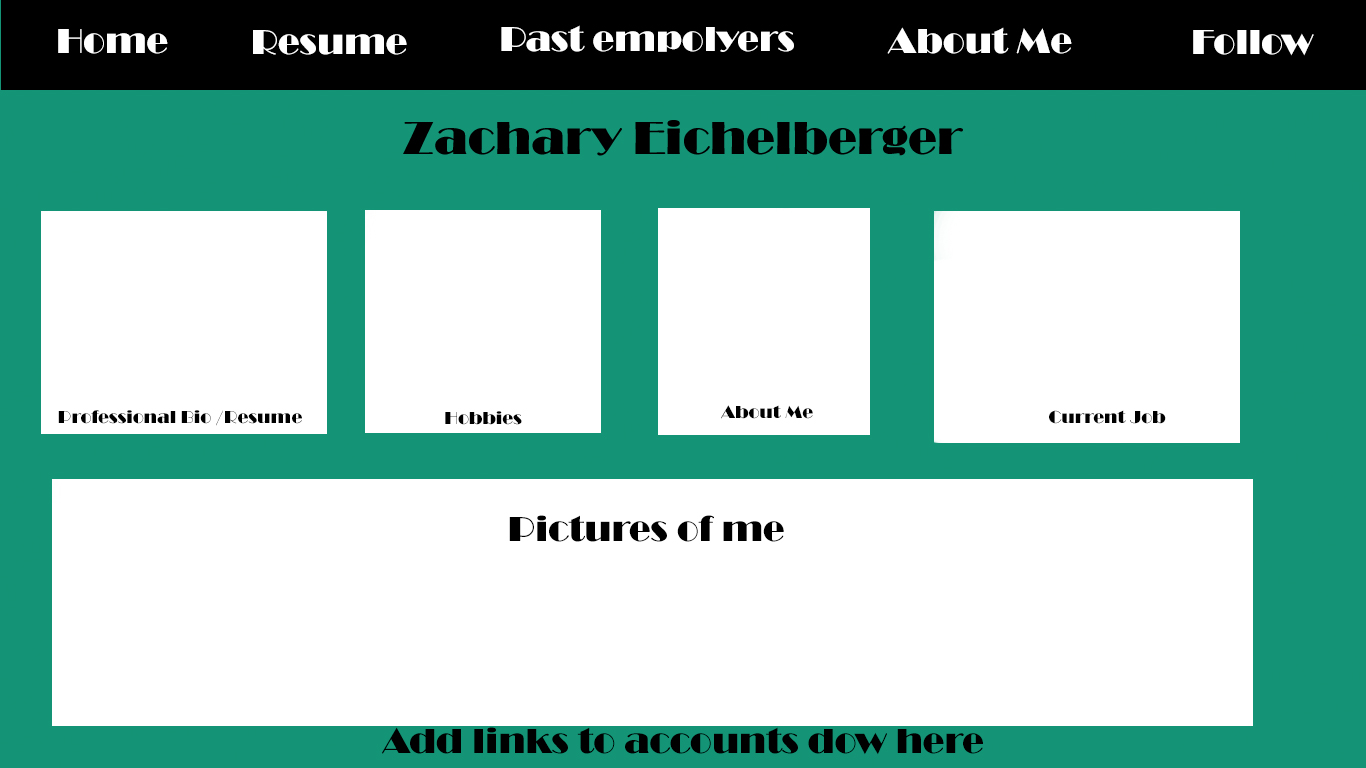 Home Resume Past empolyers About Me Follow
Zachary Eichelberger
Professional Bio /Resume Hobbies About Me Current Job
Pictures of me
Add links to accounts dow here